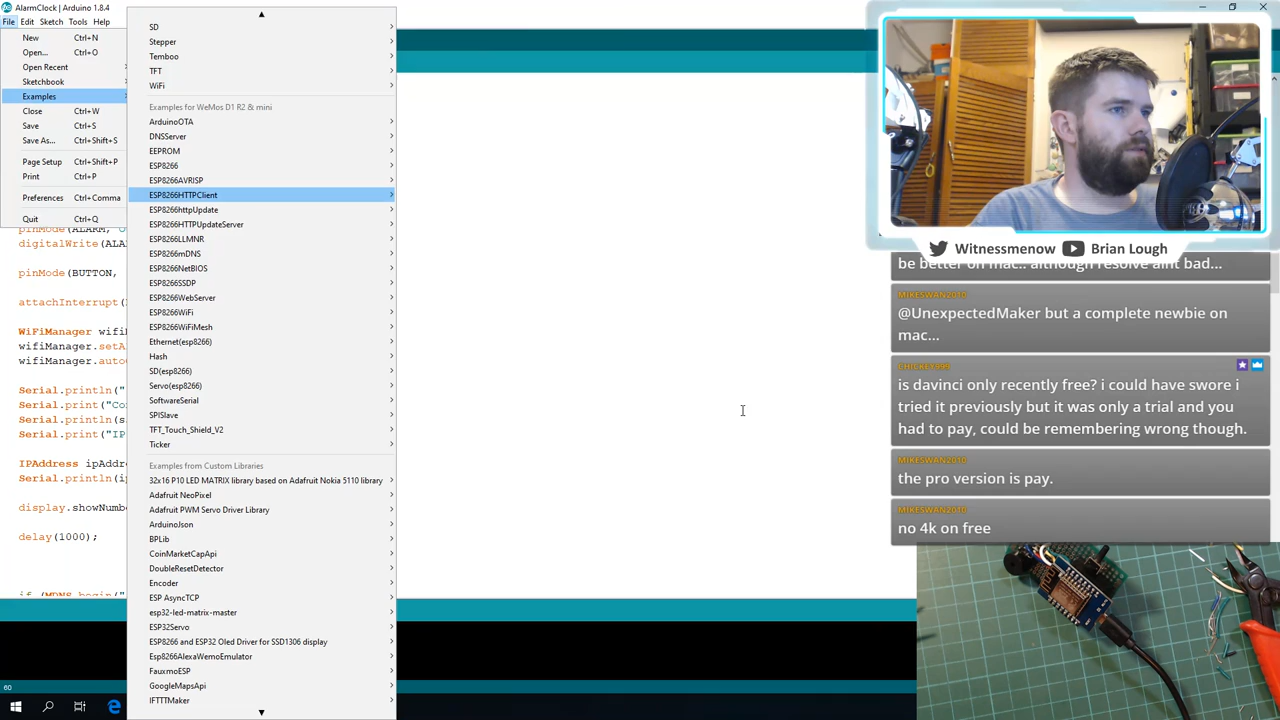 AlarmClock | Arduino 1.8.4
File Edit Sketch Tools Help
New Ctrl+N
Open... Ctrl+O
Open Recent
Sketchbook
Examples
Close Ctrl+W
Save Ctrl+S
Save As... Ctrl+Shift+S
Page Setup Ctrl+Shift+P
Print Ctrl+P
Preferences Ctrl+Comma
Quit Ctrl+Q
SD
Stepper
Temboo
TFT
WiFi
Examples for WeMos D1 R2 & mini
ArduinoOTA
DNSServer
EEPROM
ESP8266
ESP8266AVRISP
ESP8266HTTPClient
ESP8266httpUpdate
ESP8266HTTPUpdateServer
ESP8266LLMNR
ESP8266mDNS
ESP8266NetBIOS
ESP8266SSDP
ESP8266WebServer
ESP8266WiFi
ESP8266WiFiMesh
Ethernet(esp8266)
Hash
SD(esp8266)
Servo(esp8266)
SoftwareSerial
SPISlave
TFT_Touch_Shield_V2
Ticker
Examples from Custom Libraries
32x16 P10 LED MATRIX library based on Adafruit Nokia 5110 library
Adafruit NeoPixel
Adafruit PWM Servo Driver Library
ArduinoJson
BPLib
CoinMarketCapApi
DoubleResetDetector
Encoder
ESP AsyncTCP
esp32-led-matrix-master
ESP32Servo
ESP8266 and ESP32 Oled Driver for SSD1306 display
Esp8266AlexaWemoEmulator
FauxmoESP
GoogleMapsApi
IFTTTMaker
pinMode(ALARM, O
digitalWrite(ALA
pinMode(BUTTON,
attachInterrupt(
WiFiManager wifi
wifiManager.setA
wifiManager.auto
Serial.println("
Serial.print("Co
Serial.println(s
Serial.print("IP
IPAddress ipAddr
Serial.println(i
display.showNumb
delay(1000);
if (MDNS.begin("
60
Witnessmenow Brian Lough
be better on mac.. although resolve aint bad...
MIKESWAN2010
@UnexpectedMaker but a complete newbie on
mac...
is davinci only recently free? i could have swore i
tried it previously but it was only a trial and you
had to pay, could be remembering wrong though.
MIKESWAN2010
the pro version is pay.
MIKESWAN2010
no 4k on free